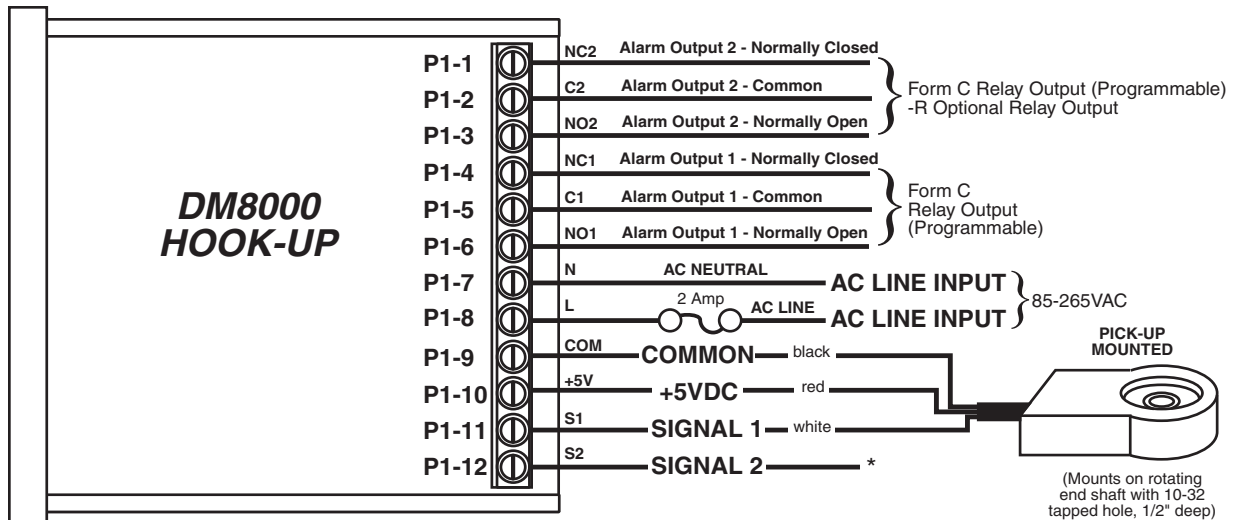 P1-1 NC2 Alarm Output 2 - Normally Closed
P1-2 C2 Alarm Output 2 - Common
P1-3 NO2 Alarm Output 2 - Normally Open
Form C Relay Output (Programmable)
-R Optional Relay Output
P1-4 NC1 Alarm Output 1 - Normally Closed
P1-5 C1 Alarm Output 1 - Common
P1-6 NO1 Alarm Output 1 - Normally Open
Form C
Relay Output
(Programmable)
DM8000
HOOK-UP
P1-7 N AC NEUTRAL AC LINE INPUT
P1-8 L 2 Amp AC LINE AC LINE INPUT
85-265VAC
P1-9 COM COMMON black
P1-10 +5V +5VDC red
P1-11 S1 SIGNAL 1 white
P1-12 S2 SIGNAL 2 *
PICK-UP
MOUNTED
(Mounts on rotating
end shaft with 10-32
tapped hole, 1/2" deep)